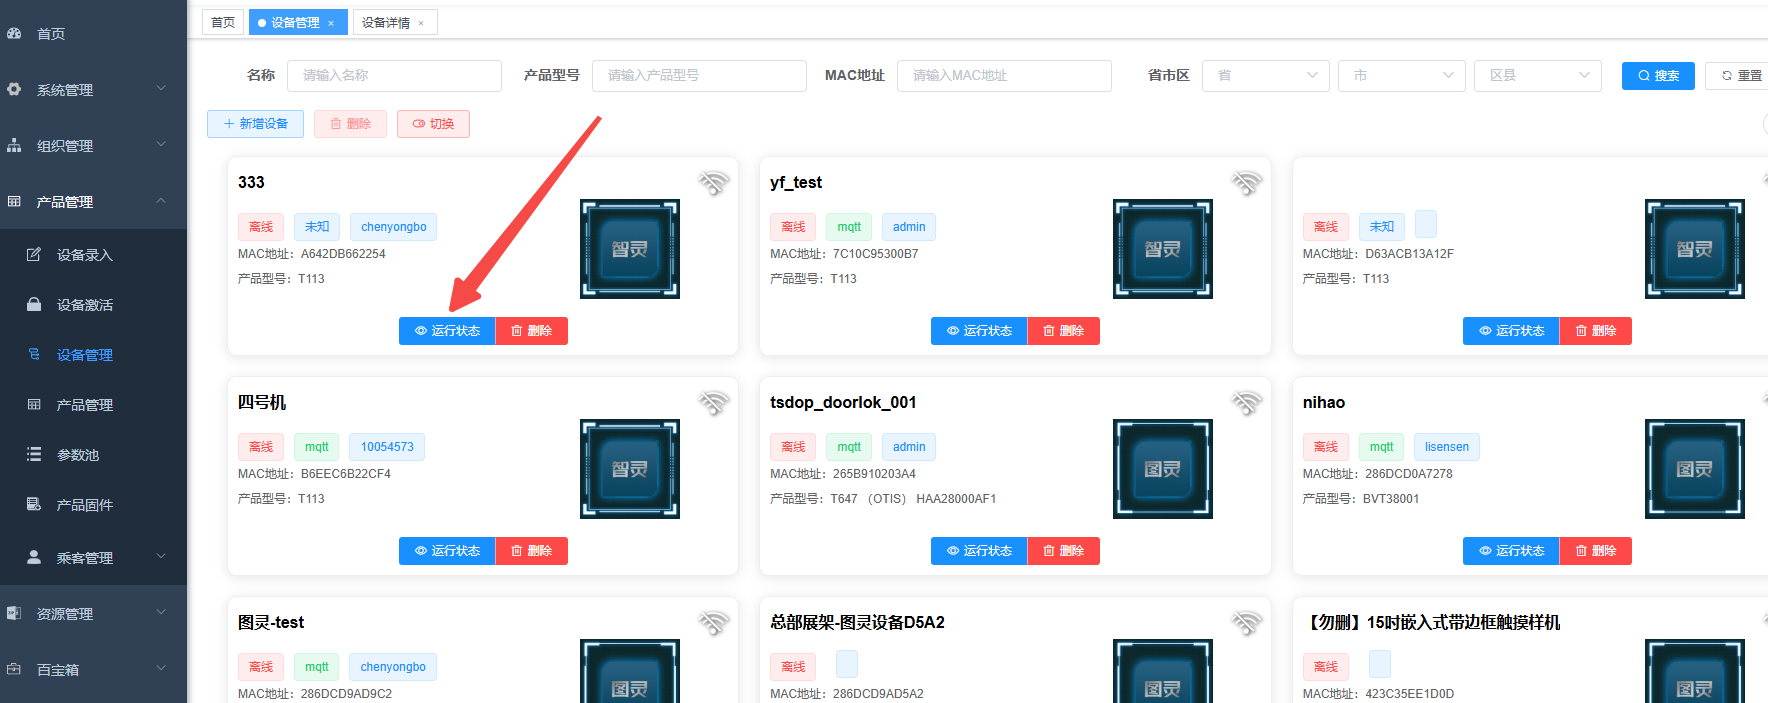 首页
系统管理
组织管理
产品管理
设备录入
设备激活
设备管理
产品管理
参数池
产品固件
乘客管理
资源管理
百宝箱
首页 设备管理 × 设备详情 ×
名称 请输入名称 产品型号 请输入产品型号 MAC地址 请输入MAC地址 省市区 省 市 区县 搜索 重置
新增设备 删除 切换
333
离线 未知 chenyongbo
MAC地址：A642DB662254
产品型号：T113
智灵
运行状态 删除
yf_test
离线 mqtt admin
MAC地址：7C10C95300B7
产品型号：T113
智灵
运行状态 删除
离线 未知
MAC地址：D63ACB13A12F
产品型号：T113
智灵
运行状态 删除
四号机
离线 mqtt 10054573
MAC地址：B6EEC6B22CF4
产品型号：T113
智灵
运行状态 删除
tsdop_doorlok_001
离线 mqtt admin
MAC地址：265B910203A4
产品型号：T647 （OTIS） HAA28000AF1
图灵
运行状态 删除
nihao
离线 mqtt lisensen
MAC地址：286DCD0A7278
产品型号：BVT38001
图灵
运行状态 删除
图灵-test
离线 mqtt chenyongbo
MAC地址：286DCD9AD9C2
图灵
总部展架-图灵设备D5A2
离线
MAC地址：286DCD9AD5A2
图灵
【勿删】15吋嵌入式带边框触摸样机
离线
MAC地址：423C35EE1D0D
图灵